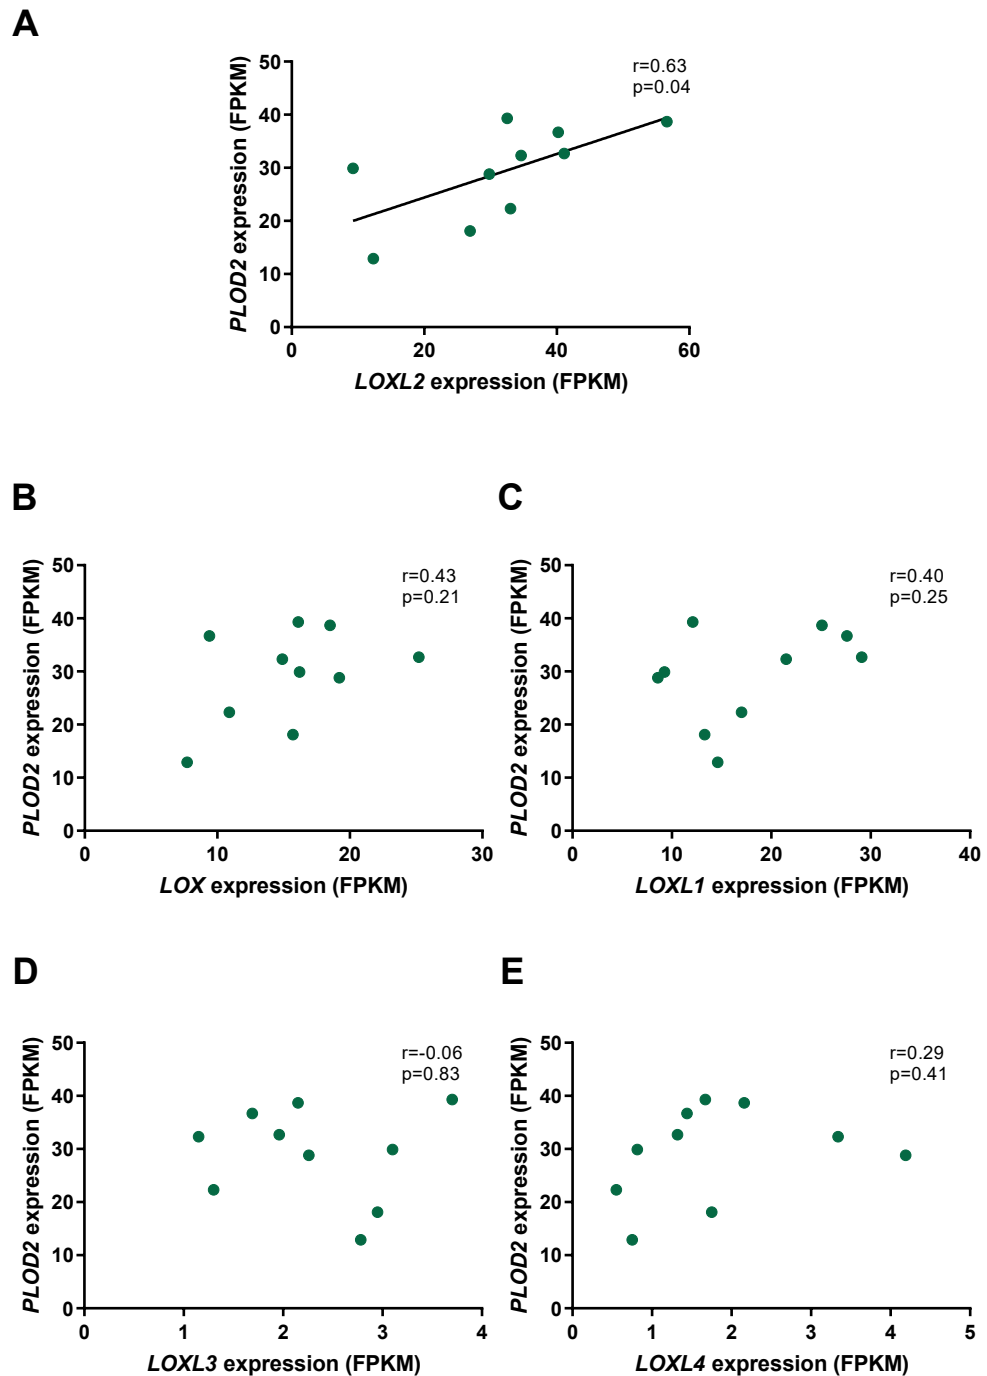 A
r=0.63
p=0.04
PLOD2 expression (FPKM)
50
40
30
20
10
0
0 20 40 60
LOXL2 expression (FPKM)
B
r=0.43
p=0.21
PLOD2 expression (FPKM)
50
40
30
20
10
0
0 10 20 30
LOX expression (FPKM)
C
r=0.40
p=0.25
PLOD2 expression (FPKM)
50
40
30
20
10
0
0 10 20 30 40
LOXL1 expression (FPKM)
D
r=-0.06
p=0.83
PLOD2 expression (FPKM)
50
40
30
20
10
0
0 1 2 3 4
LOXL3 expression (FPKM)
E
r=0.29
p=0.41
PLOD2 expression (FPKM)
50
40
30
20
10
0
0 1 2 3 4 5
LOXL4 expression (FPKM)